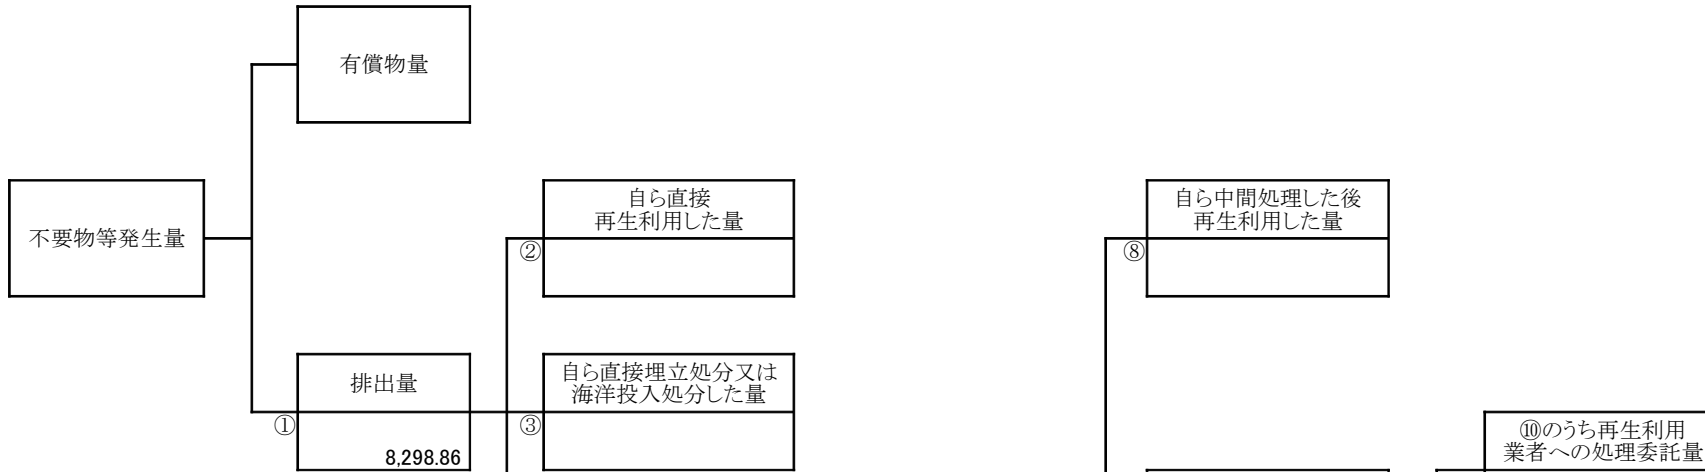 有償物量
不要物等発生量
自ら直接
再生利用した量
②
自ら中間処理した後
再生利用した量
⑧
排出量
①
8,298.86
自ら直接埋立処分又は
海洋投入処分した量
③
⑩のうち再生利用
業者への処理委託量